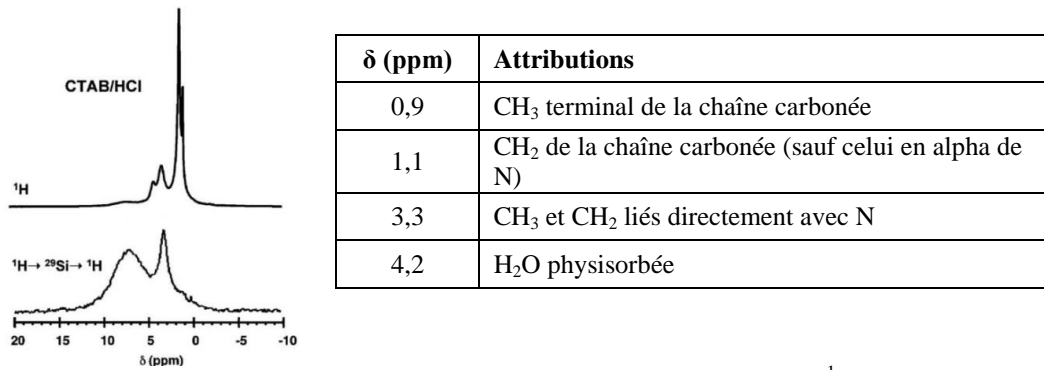 CTAB/HCl
¹H
¹H→ ²⁹Si→ ¹H
20 15 10 5 0 -5 -10
δ (ppm)
δ (ppm) Attributions
0,9 CH₃ terminal de la chaîne carbonée
1,1 CH₂ de la chaîne carbonée (sauf celui en alpha de
N)
3,3 CH₃ et CH₂ liés directement avec N
4,2 H₂O physisorbée